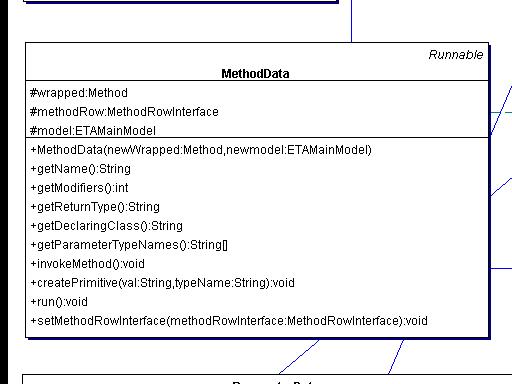 Runnable
MethodData
#wrapped:Method
#methodRow:MethodRowInterface
#model:ETAMainModel
+MethodData(newWrapped:Method,newmodel:ETAMainModel)
+getName():String
+getModifiers():int
+getReturnType():String
+getDeclaringClass():String
+getParameterTypeNames():String[]
+invokeMethod():void
+createPrimitive(val:String,typeName:String):void
+run():void
+setMethodRowInterface(methodRowInterface:MethodRowInterface):void